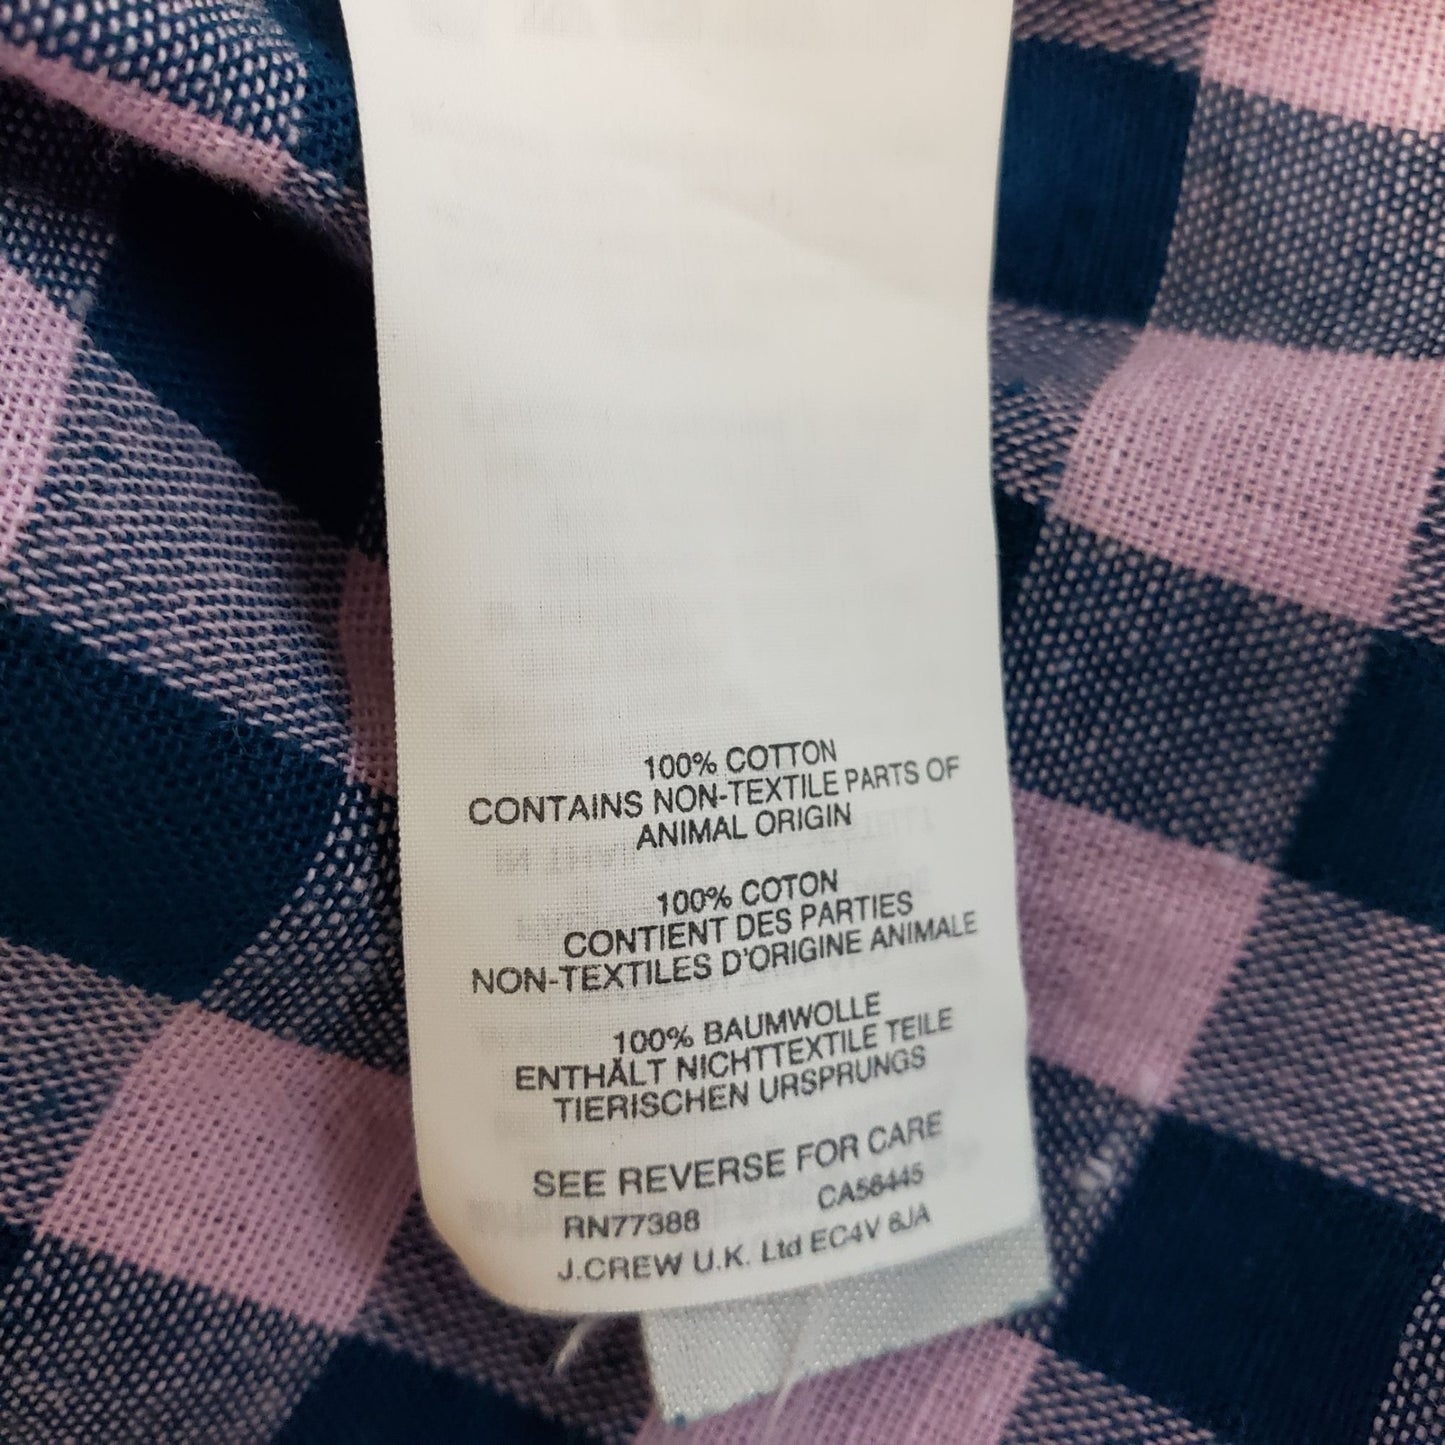 100% COTTON
CONTAINS NON-TEXTILE PARTS OF
ANIMAL ORIGIN
100% COTON
CONTIENT DES PARTIES
NON-TEXTILES D'ORIGINE ANIMALE
100% BAUMWOLLE
ENTHÄLT NICHTTEXTILE TEILE
TIERISCHEN URSPRUNGS
SEE REVERSE FOR CARE
RN77388 CA56445
J.CREW U.K. Ltd EC4V 6JA